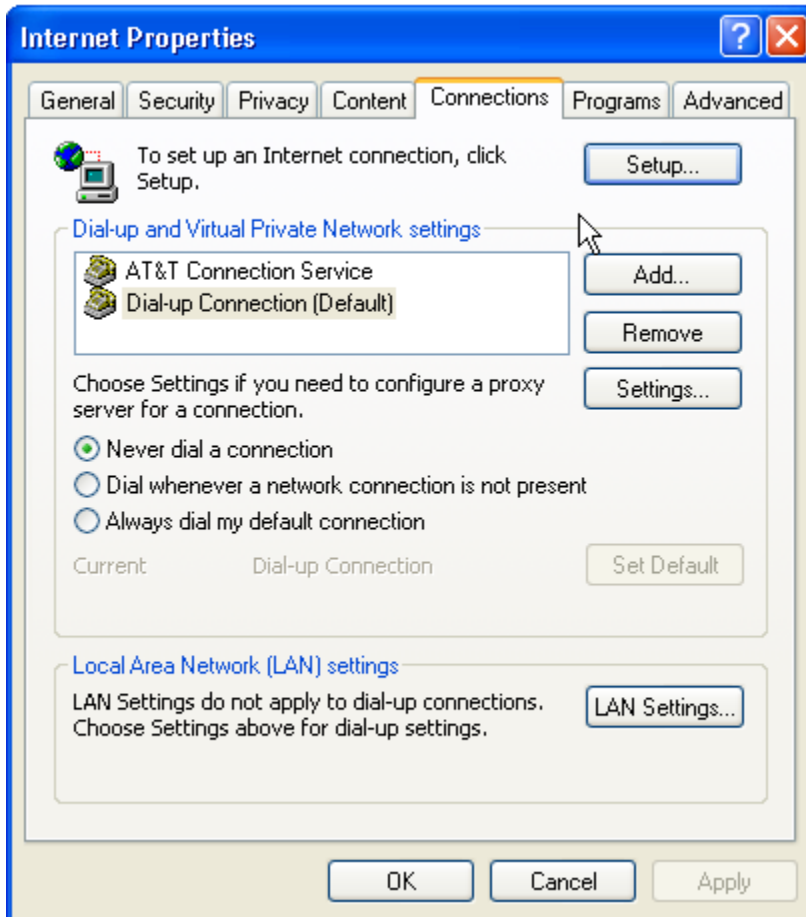 Internet Properties
?
General Security Privacy Content Connections Programs Advanced
To set up an Internet connection, click
Setup.
Setup...
Dial-up and Virtual Private Network settings
AT&T Connection Service
Dial-up Connection (Default)
Add...
Remove
Choose Settings if you need to configure a proxy
server for a connection.
Settings...
Never dial a connection
Dial whenever a network connection is not present
Always dial my default connection
Current Dial-up Connection Set Default
Local Area Network (LAN) settings
LAN Settings do not apply to dial-up connections.
Choose Settings above for dial-up settings.
LAN Settings...
OK Cancel Apply